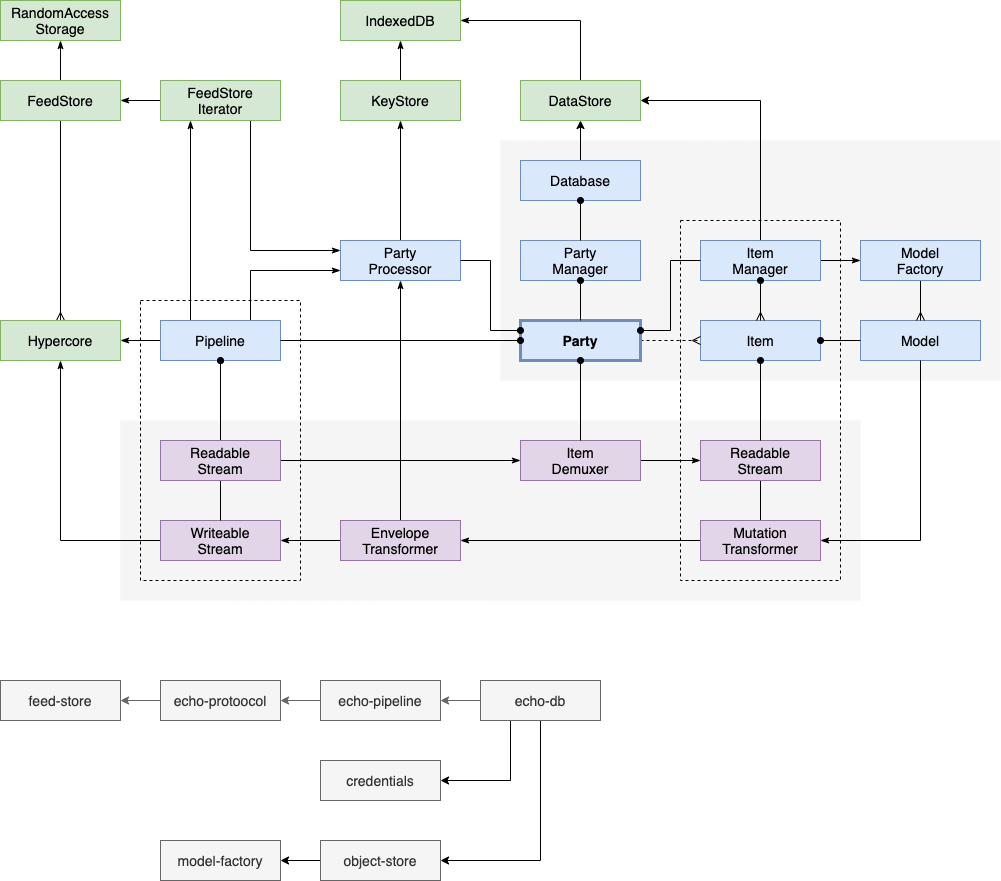 RandomAccess
Storage
IndexedDB
FeedStore
FeedStore
Iterator
KeyStore
DataStore
Database
Party
Processor
Party
Manager
Item
Manager
Model
Factory
Hypercore
Pipeline
Party
Item
Model
Readable
Stream
Item
Demuxer
Readable
Stream
Writeable
Stream
Envelope
Transformer
Mutation
Transformer
feed-store
echo-protoocol
echo-pipeline
echo-db
credentials
model-factory
object-store